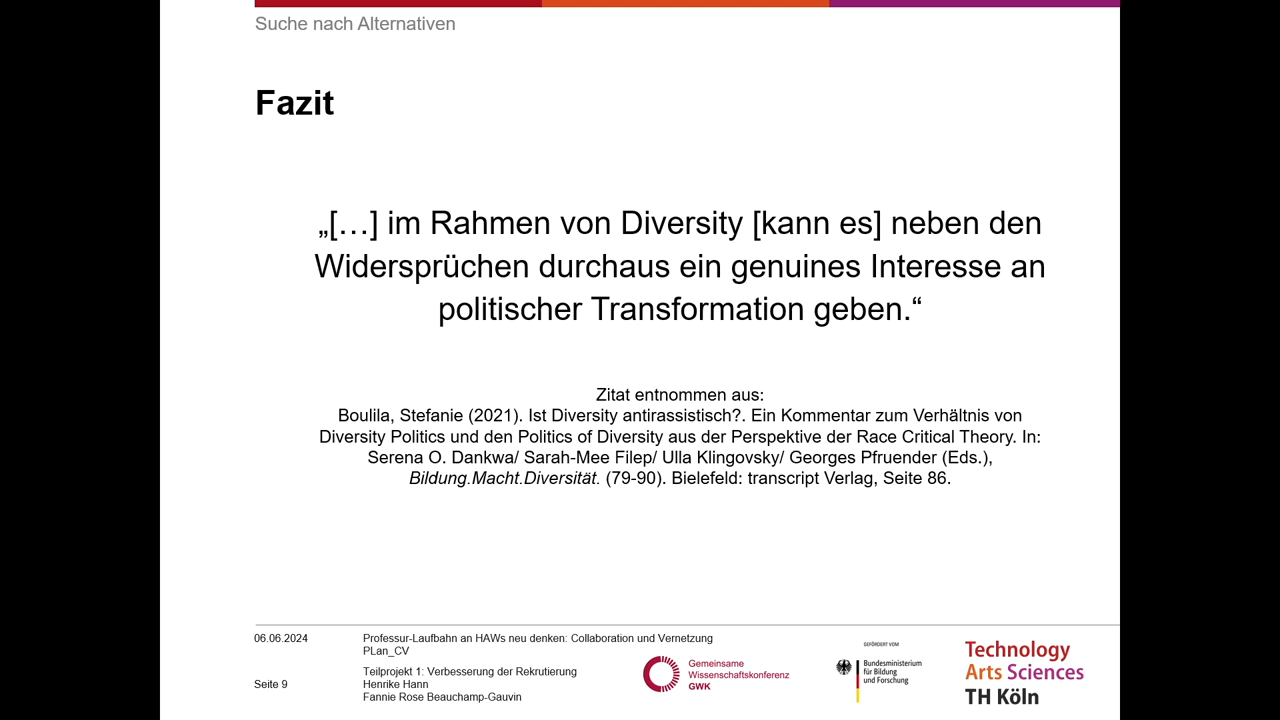 Suche nach Alternativen
Fazit
„[…] im Rahmen von Diversity [kann es] neben den
Widersprüchen durchaus ein genuines Interesse an
politischer Transformation geben.“
Zitat entnommen aus:
Boulila, Stefanie (2021). Ist Diversity antirassistisch?. Ein Kommentar zum Verhältnis von
Diversity Politics und den Politics of Diversity aus der Perspektive der Race Critical Theory. In:
Serena O. Dankwa/ Sarah-Mee Filep/ Ulla Klingovsky/ Georges Pfruender (Eds.),
Bildung.Macht.Diversität. (79-90). Bielefeld: transcript Verlag, Seite 86.
06.06.2024
Professur-Laufbahn an HAWs neu denken: Collaboration und Vernetzung
PLan_CV
Teilprojekt 1: Verbesserung der Rekrutierung
Seite 9
Henrike Hann
Fannie Rose Beauchamp-Gauvin
Gemeinsame
Wissenschaftskonferenz
GWK
GEFÖRDERT VOM
Bundesministerium
für Bildung
und Forschung
Technology
Arts Sciences
TH Köln